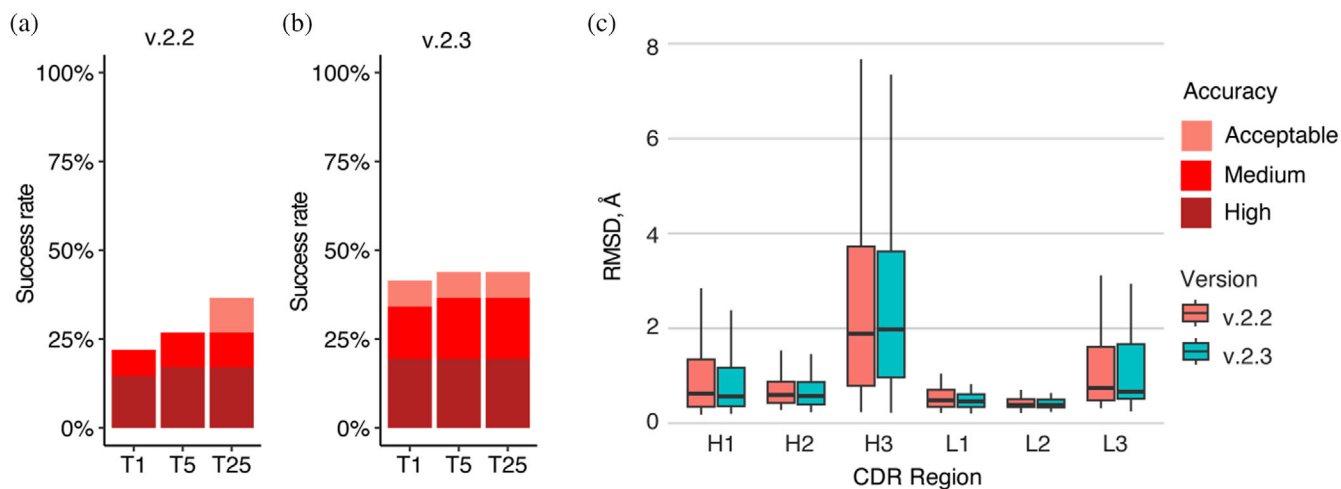 (a)
v.2.2
100%
75%
50%
25%
0%
Success rate
T1 T5 T25
(b)
v.2.3
100%
75%
50%
25%
0%
Success rate
T1 T5 T25
(c)
8
6
4
2
0
RMSD, Å
H1 H2 H3 L1 L2 L3
CDR Region
Accuracy
Acceptable
Medium
High
Version
v.2.2
v.2.3